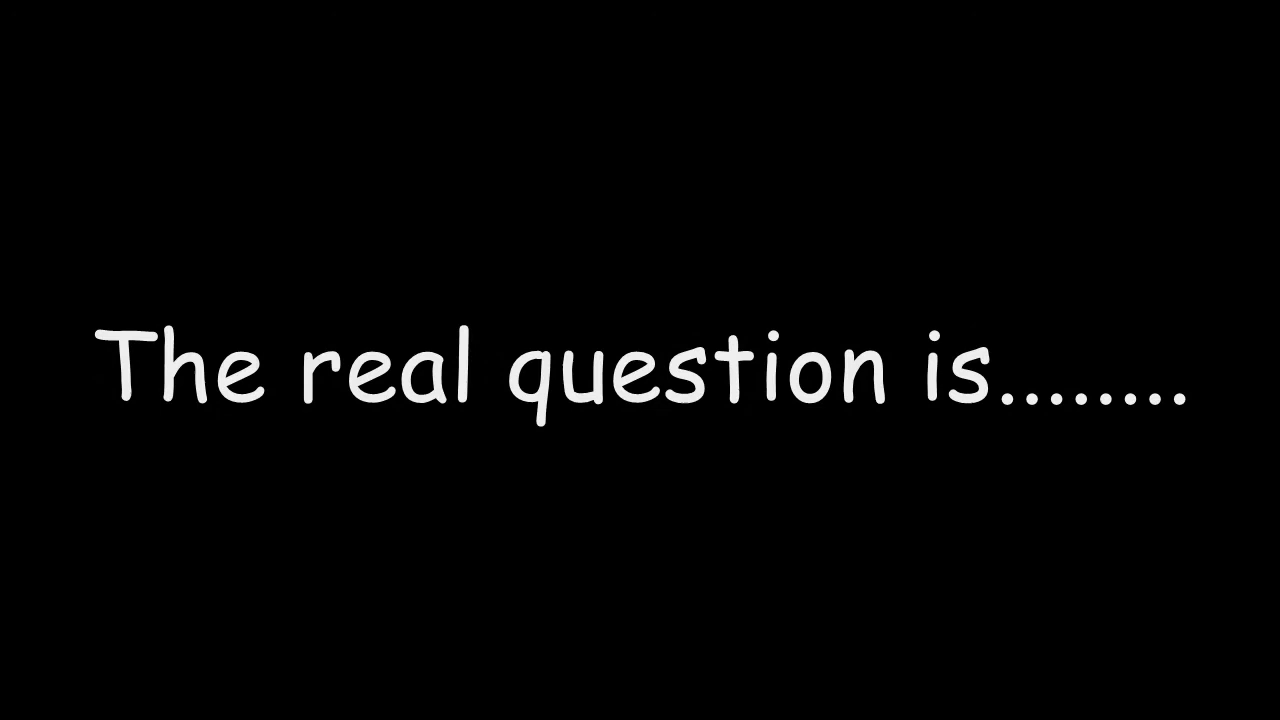 The real question is........